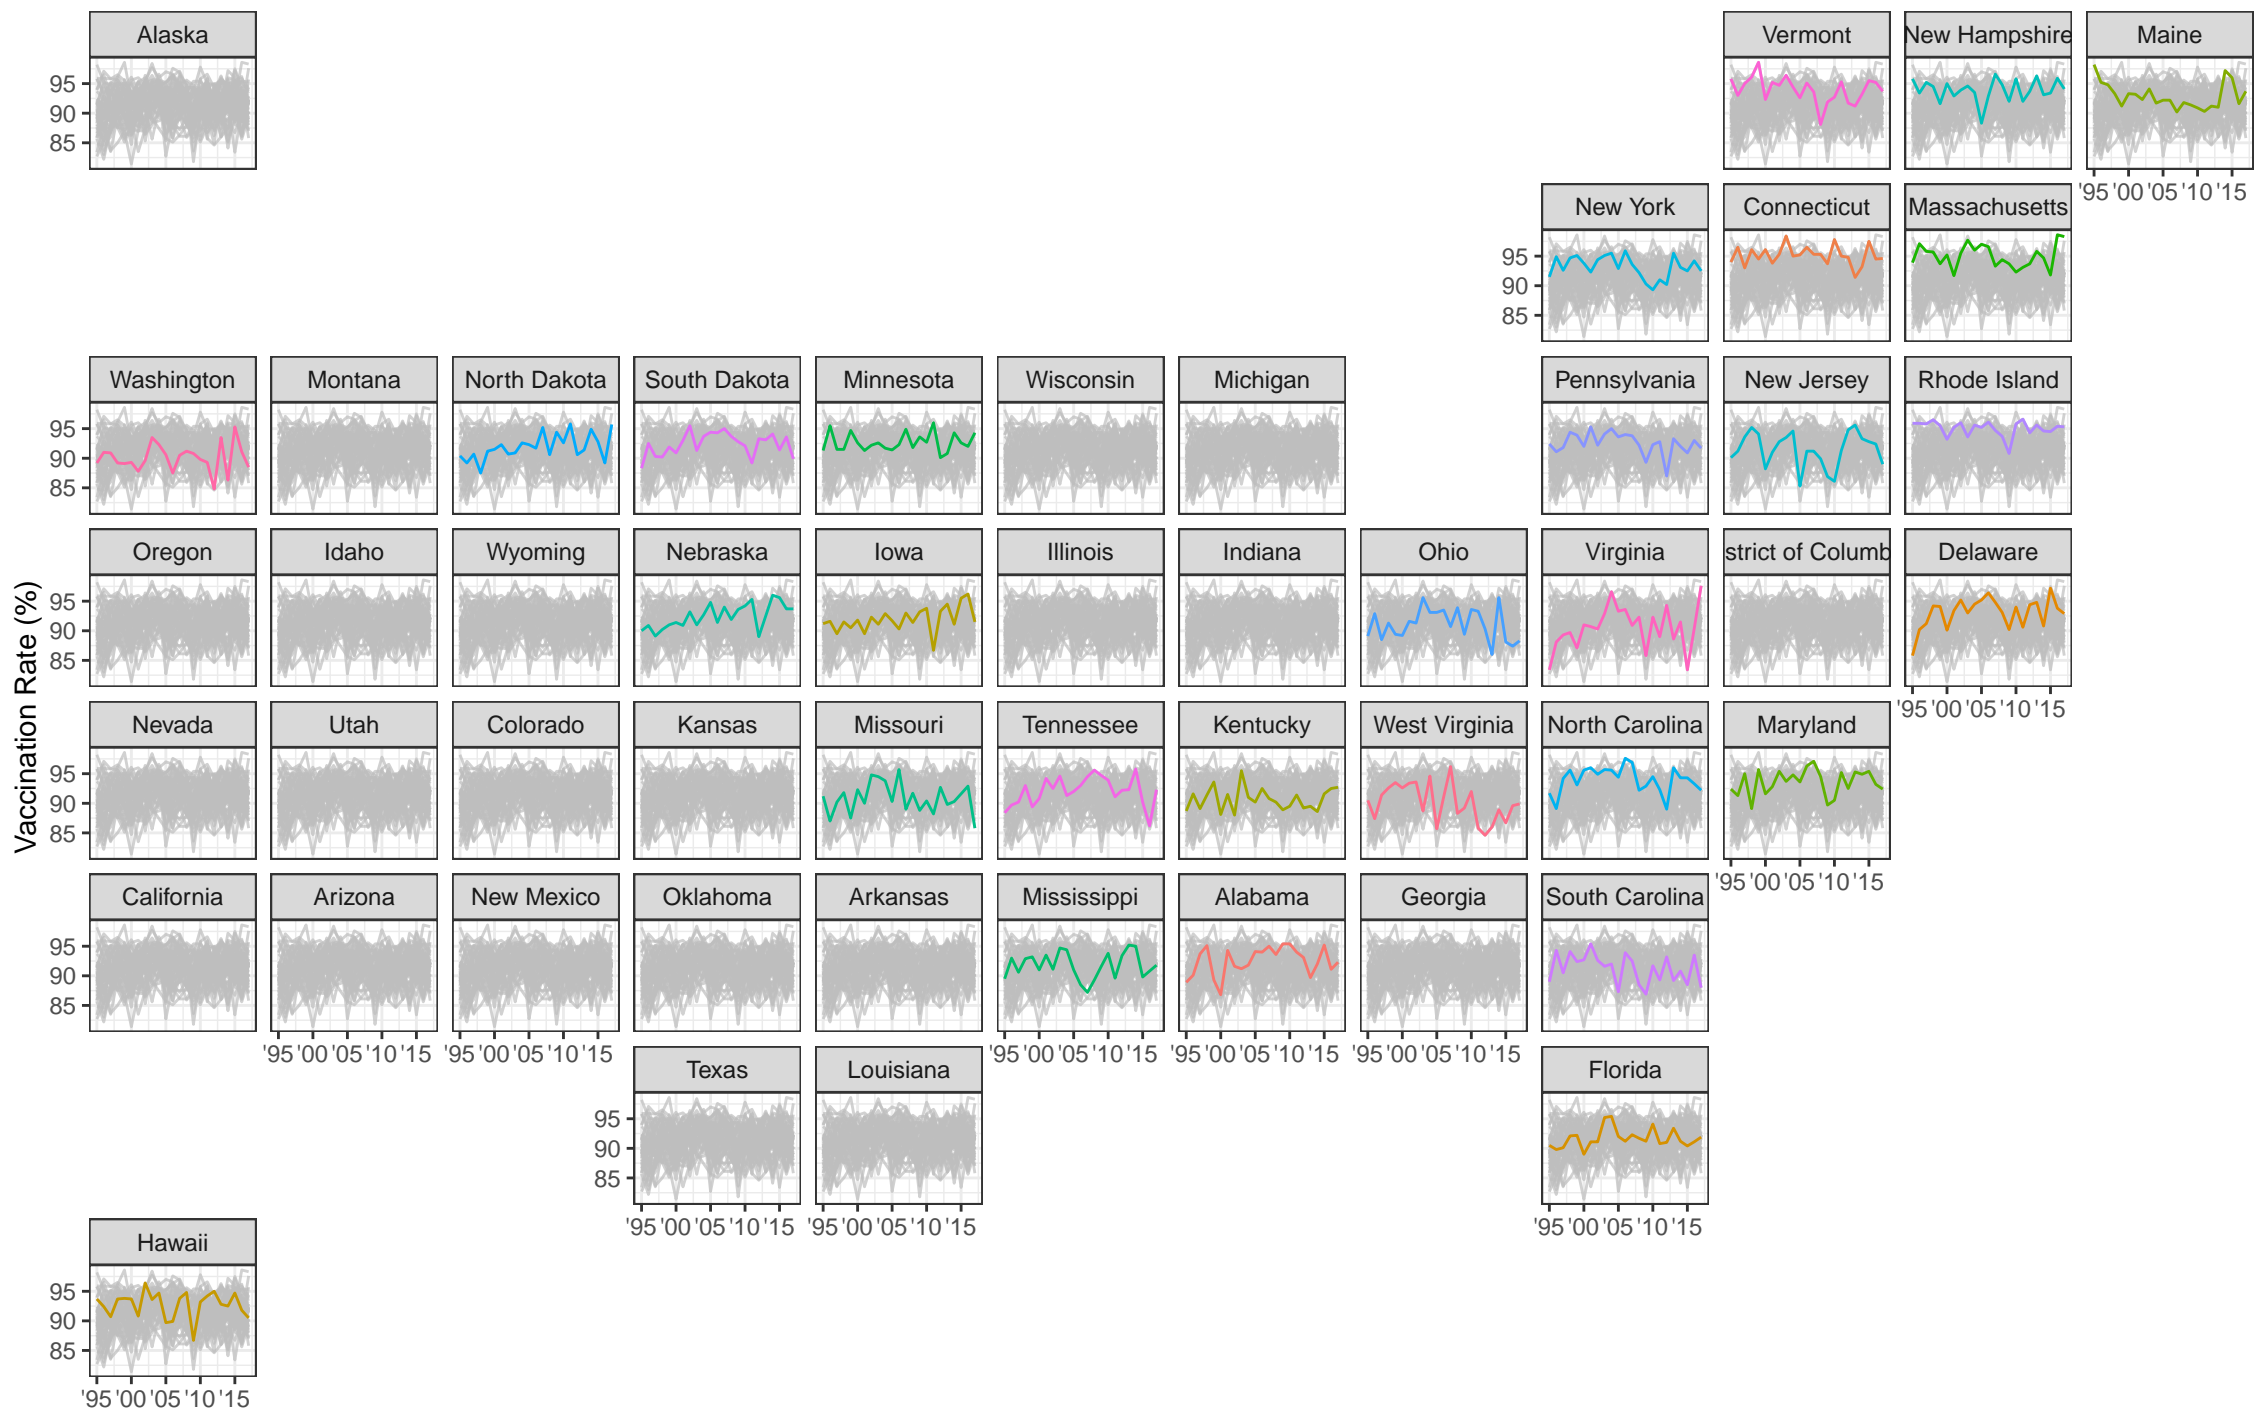 Alaska
Vermont
New Hampshire
Maine
95
90
85
'95 '00 '05 '10 '15
New York
Connecticut
Massachusetts
95
90
85
Washington
Montana
North Dakota
South Dakota
Minnesota
Wisconsin
Michigan
Pennsylvania
New Jersey
Rhode Island
95
90
85
Oregon
Idaho
Wyoming
Nebraska
Iowa
Illinois
Indiana
Ohio
Virginia
strict of Columb
Delaware
95
90
85
'95 '00 '05 '10 '15
Vaccination Rate (%)
Nevada
Utah
Colorado
Kansas
Missouri
Tennessee
Kentucky
West Virginia
North Carolina
Maryland
95
90
85
'95 '00 '05 '10 '15
California
Arizona
New Mexico
Oklahoma
Arkansas
Mississippi
Alabama
Georgia
South Carolina
95
90
85
'95 '00 '05 '10 '15
'95 '00 '05 '10 '15
'95 '00 '05 '10 '15
'95 '00 '05 '10 '15
'95 '00 '05 '10 '15
Texas
Louisiana
Florida
95
90
85
'95 '00 '05 '10 '15
'95 '00 '05 '10 '15
'95 '00 '05 '10 '15
Hawaii
95
90
85
'95 '00 '05 '10 '15